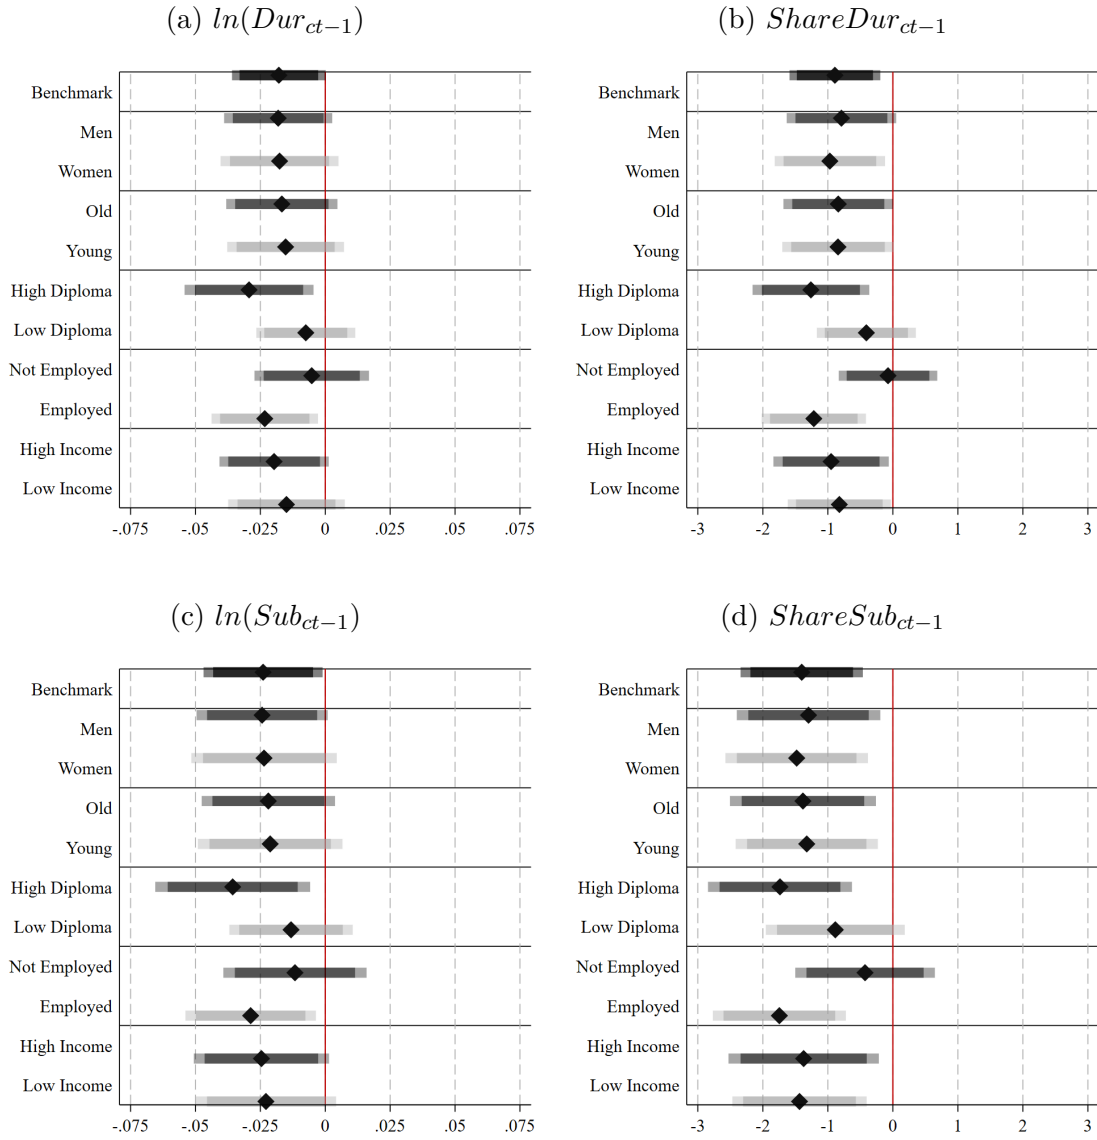 (a) ln(Dur_{ct−1})
Benchmark
Men
Women
Old
Young
High Diploma
Low Diploma
Not Employed
Employed
High Income
Low Income
-.075 -.05 -.025 0 .025 .05 .075
(b) ShareDur_{ct−1}
Benchmark
Men
Women
Old
Young
High Diploma
Low Diploma
Not Employed
Employed
High Income
Low Income
-3 -2 -1 0 1 2 3
(c) ln(Sub_{ct−1})
Benchmark
Men
Women
Old
Young
High Diploma
Low Diploma
Not Employed
Employed
High Income
Low Income
-.075 -.05 -.025 0 .025 .05 .075
(d) ShareSub_{ct−1}
Benchmark
Men
Women
Old
Young
High Diploma
Low Diploma
Not Employed
Employed
High Income
Low Income
-3 -2 -1 0 1 2 3